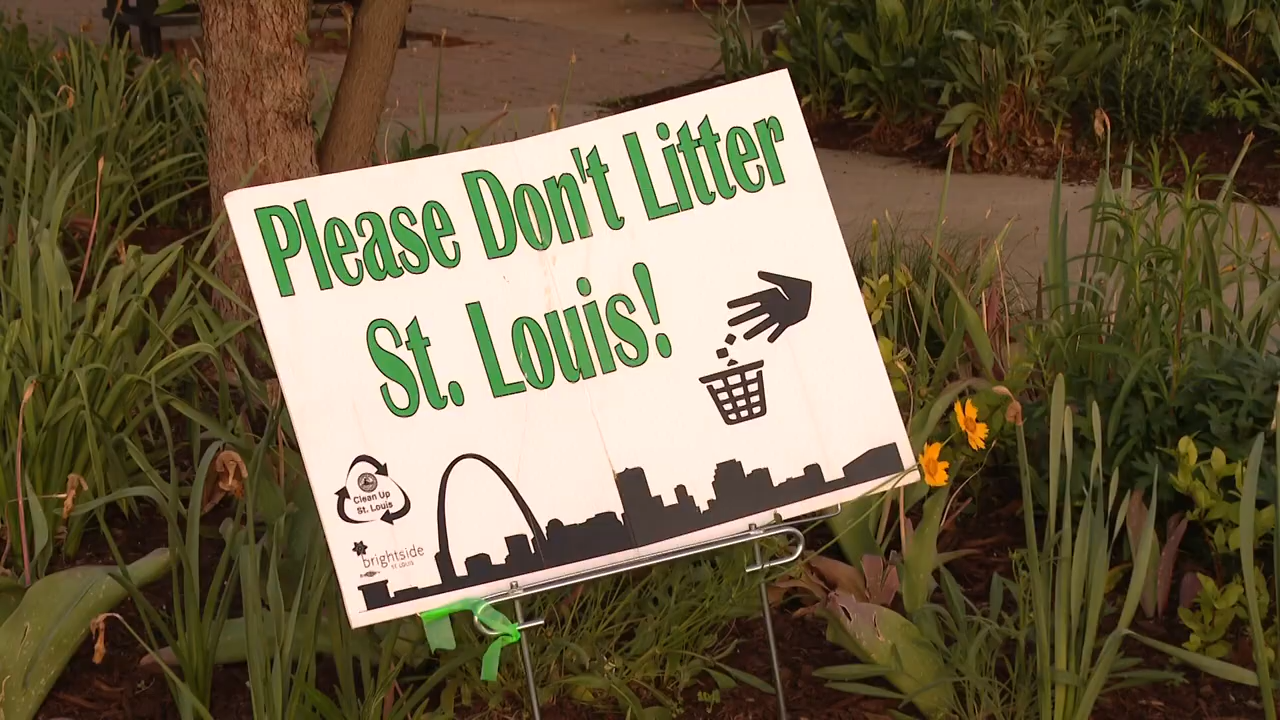 Please Don't Litter
St. Louis!
Clean Up
St. Louis
brightside
ST LOUIS